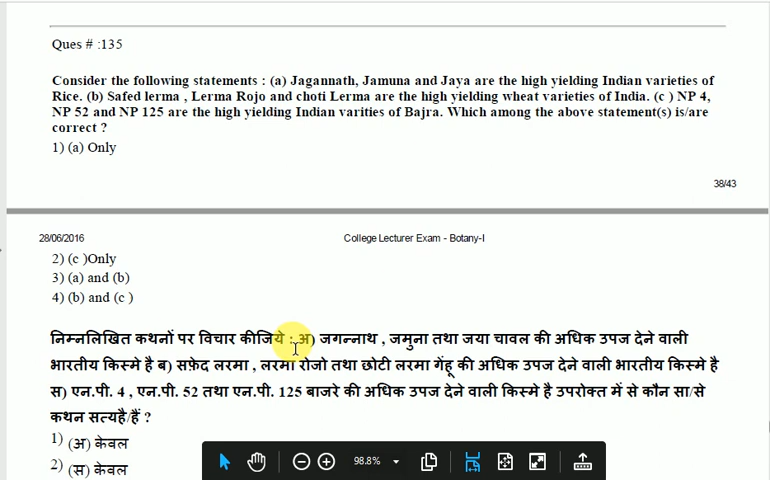 Ques # :135
Consider the following statements : (a) Jagannath, Jamuna and Jaya are the high yielding Indian varieties of
Rice. (b) Safed lerma , Lerma Rojo and choti Lerma are the high yielding wheat varieties of India. (c ) NP 4,
NP 52 and NP 125 are the high yielding Indian varities of Bajra. Which among the above statement(s) is/are
correct ?
1) (a) Only
38/43
28/06/2016 College Lecturer Exam - Botany-I
2) (c )Only
3) (a) and (b)
4) (b) and (c )
निम्नलिखित कथनों पर विचार कीजिये : अ) जगन्नाथ , जमुना तथा जया चावल की अधिक उपज देने वाली
भारतीय किस्मे है ब) सफ़ेद लरमा , लरमा रोजो तथा छोटी लरमा गेंहू की अधिक उपज देने वाली भारतीय किस्मे है
स) एन.पी. 4 , एन.पी. 52 तथा एन.पी. 125 बाजरे की अधिक उपज देने वाली किस्मे है उपरोक्त में से कौन सा/से
कथन सत्यहै/हैं ?
1) (अ) केवल
2) (स) केवल
98.8%